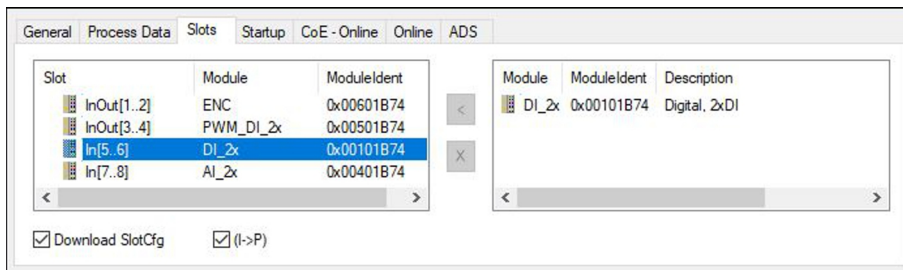 General Process Data Slots Startup CoE - Online Online ADS
Slot Module ModuleIdent
InOut[1..2] ENC 0x00601B74
InOut[3..4] PWM_DI_2x 0x00501B74
In[5..6] DI_2x 0x00101B74
In[7..8] AI_2x 0x00401B74
<
X
Module ModuleIdent Description
DI_2x 0x00101B74 Digital, 2xDI
Download SlotCfg (I->P)